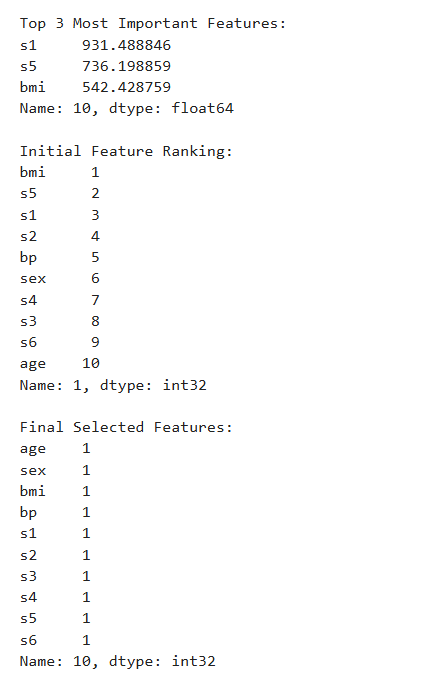 Top 3 Most Important Features:
s1     931.488846
s5     736.198859
bmi    542.428759
Name: 10, dtype: float64

Initial Feature Ranking:
bmi     1
s5      2
s1      3
s2      4
bp      5
sex     6
s4      7
s3      8
s6      9
age    10
Name: 1, dtype: int32

Final Selected Features:
age    1
sex    1
bmi    1
bp     1
s1     1
s2     1
s3     1
s4     1
s5     1
s6     1
Name: 10, dtype: int32